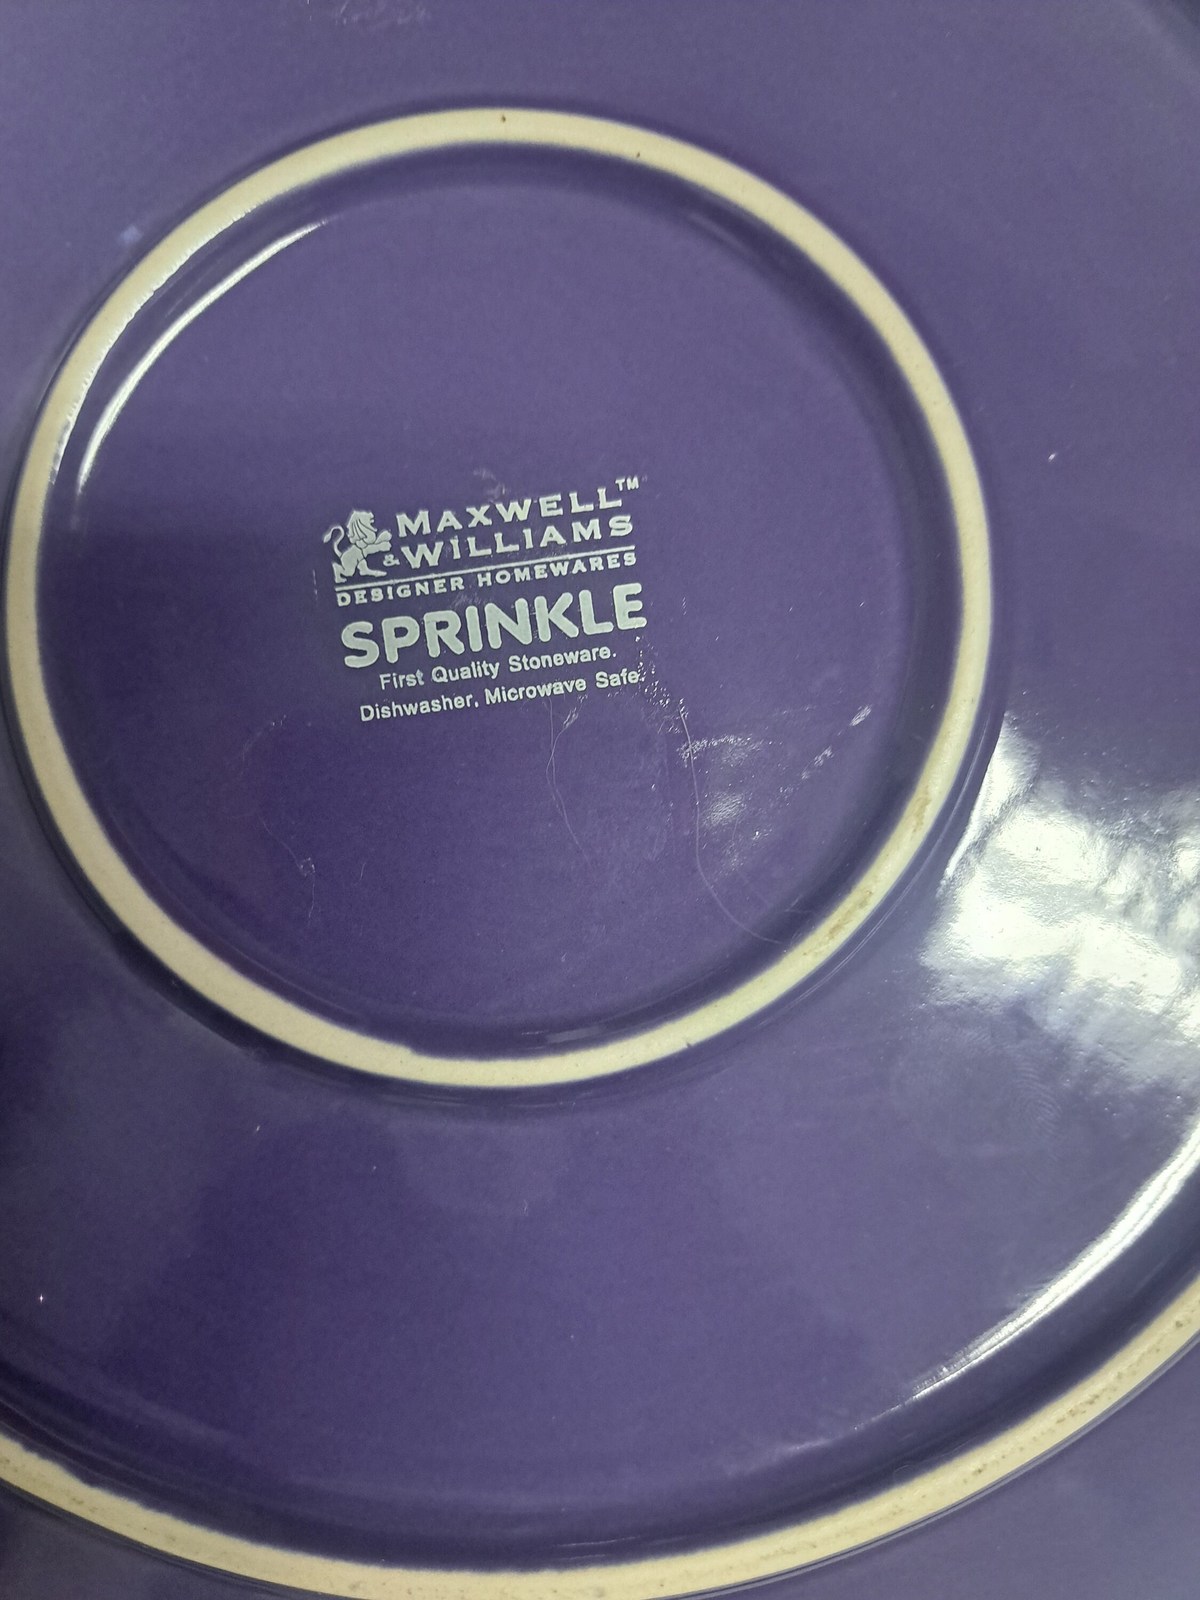 MAXWELL™
& WILLIAMS
DESIGNER HOMEWARES
SPRINKLE
First Quality Stoneware.
Dishwasher, Microwave Safe.